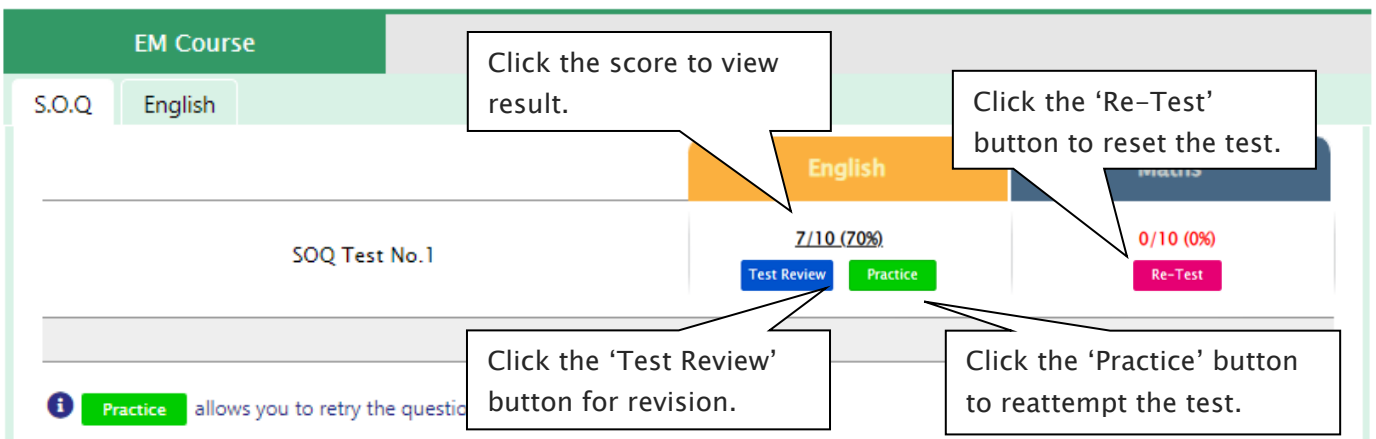 EM Course
Click the score to view
result.
S.O.Q
English
Click the ‘Re-Test’
button to reset the test.
English
Maths
SOQ Test No.1
7/10 (70%)
0/10 (0%)
Test Review
Practice
Re-Test
Click the ‘Test Review’
button for revision.
Click the ‘Practice’ button
to reattempt the test.
Practice allows you to retry the